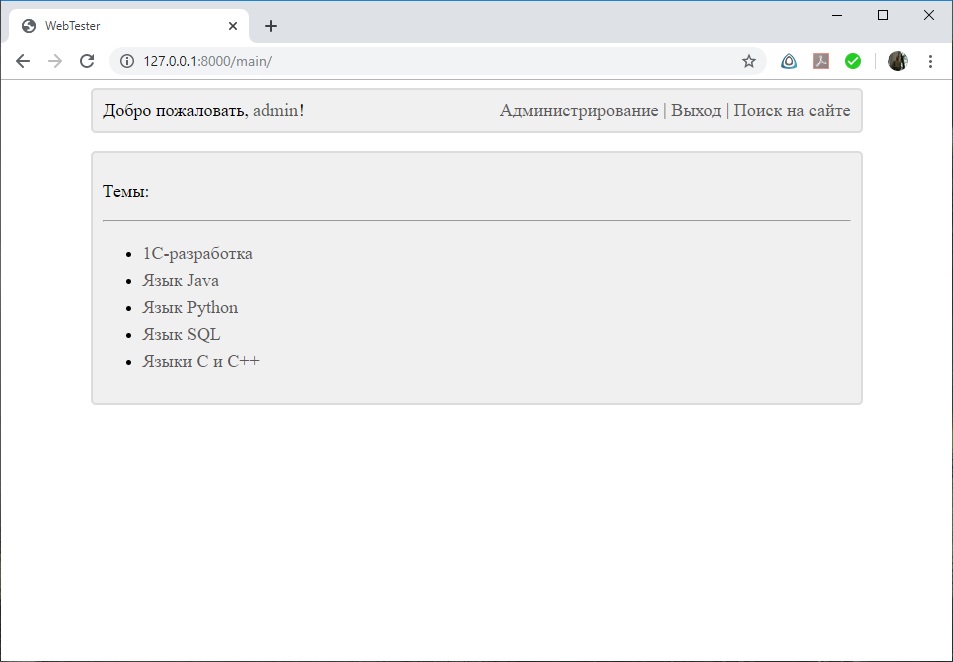 WebTester
127.0.0.1:8000/main/
Добро пожаловать, admin!
Администрирование | Выход | Поиск на сайте
Темы:
1С-разработка
Язык Java
Язык Python
Язык SQL
Языки C и C++